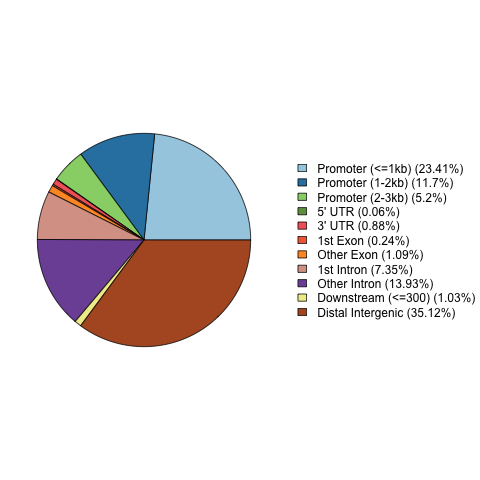 Promoter (<=1kb) (23.41%)
Promoter (1-2kb) (11.7%)
Promoter (2-3kb) (5.2%)
5' UTR (0.06%)
3' UTR (0.88%)
1st Exon (0.24%)
Other Exon (1.09%)
1st Intron (7.35%)
Other Intron (13.93%)
Downstream (<=300) (1.03%)
Distal Intergenic (35.12%)